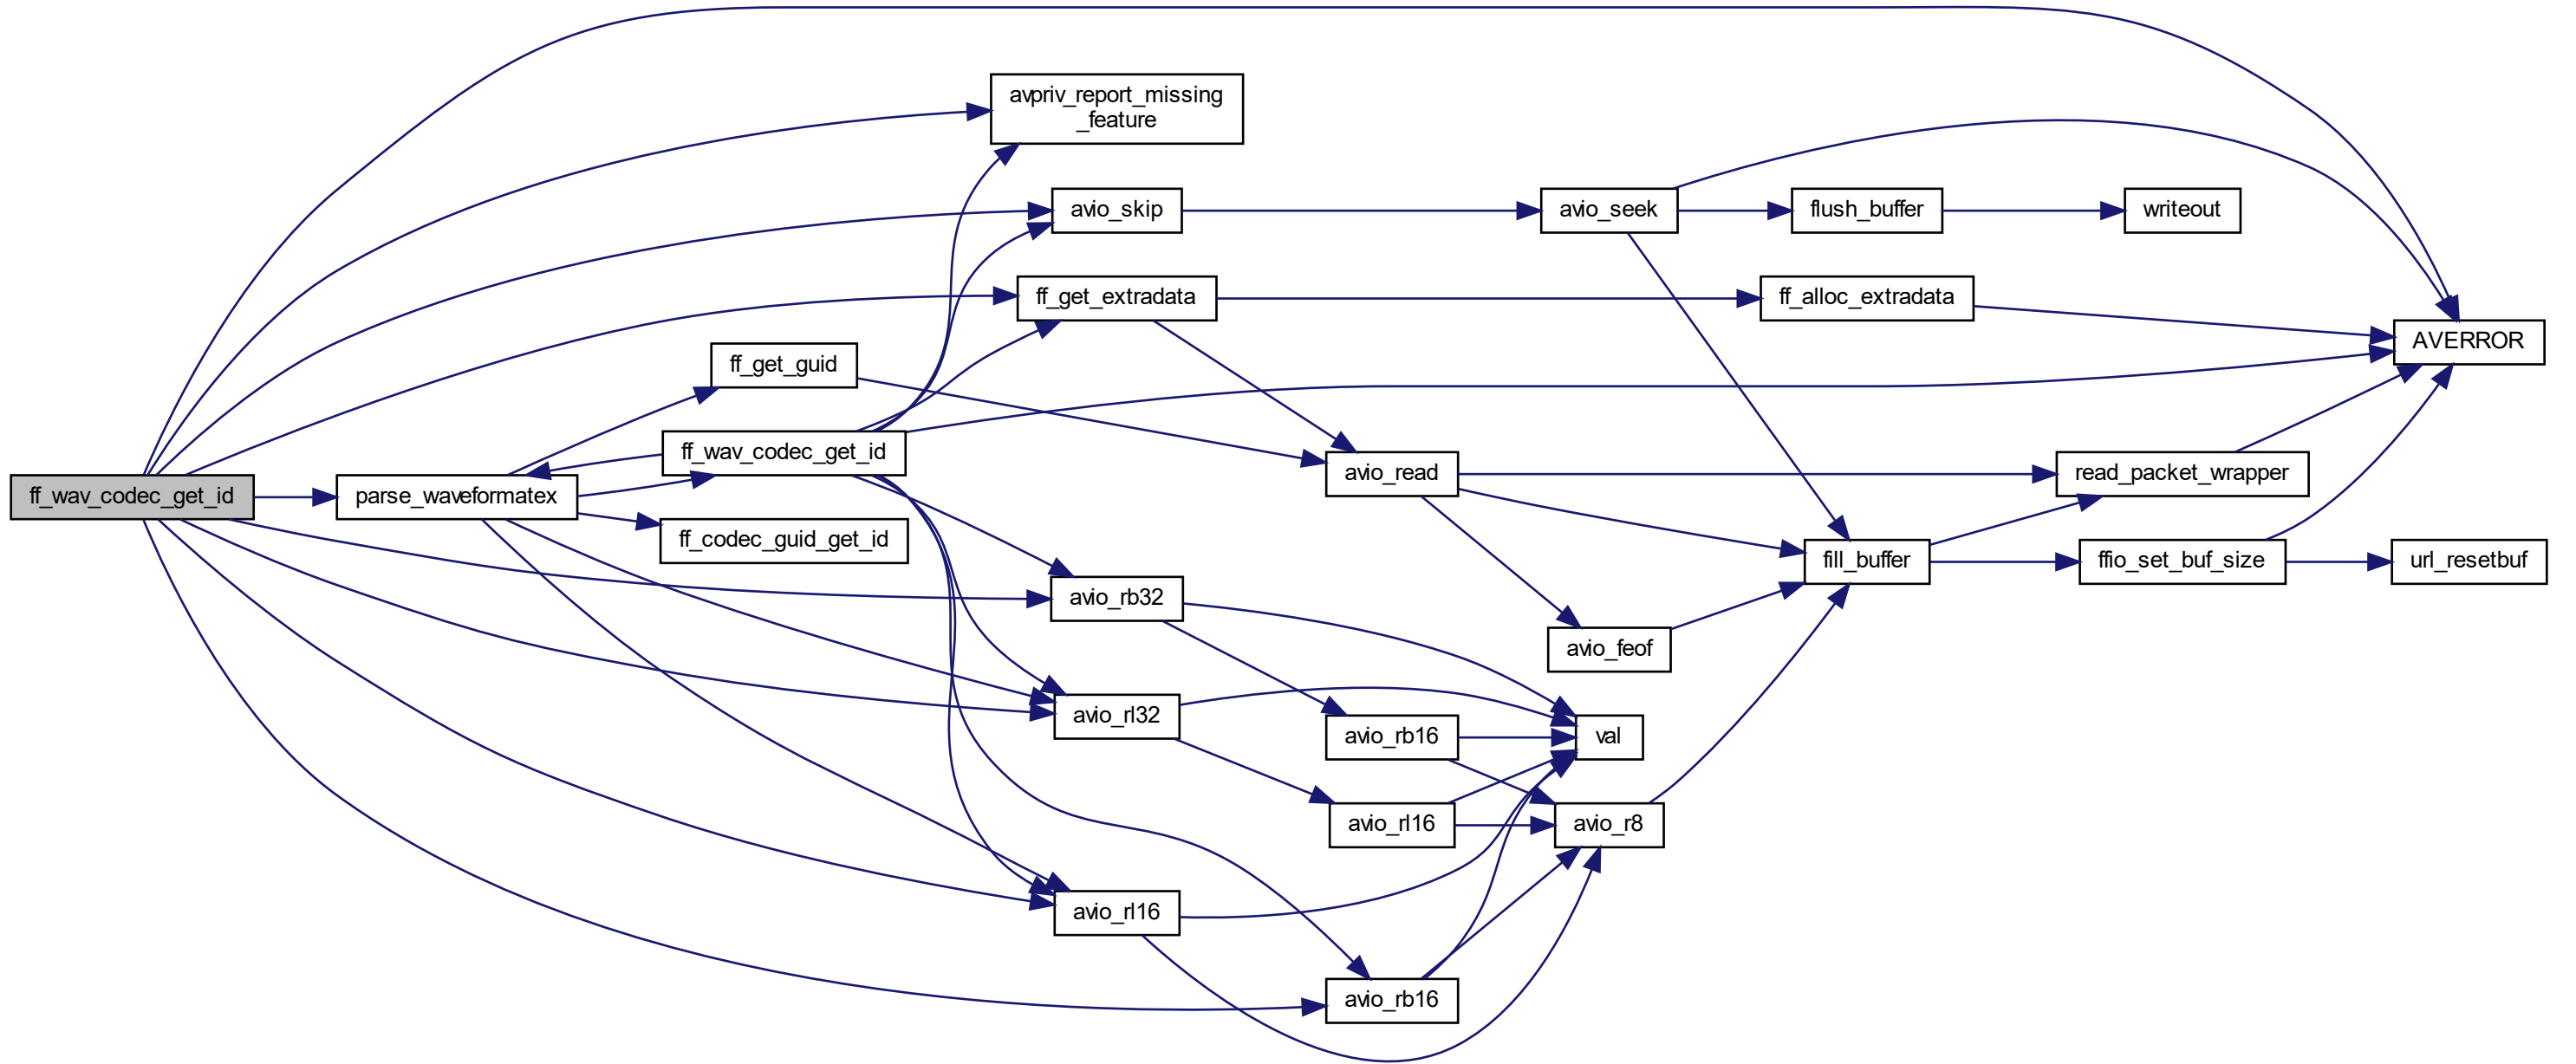 avpriv_report_missing
_feature
avio_skip
avio_seek
flush_buffer
writeout
ff_get_extradata
ff_alloc_extradata
AVERROR
ff_get_guid
ff_wav_codec_get_id
avio_read
read_packet_wrapper
ff_wav_codec_get_id
parse_waveformatex
ff_codec_guid_get_id
fill_buffer
ffio_set_buf_size
url_resetbuf
avio_rb32
avio_feof
avio_rl32
avio_rb16
val
avio_rl16
avio_r8
avio_rl16
avio_rb16